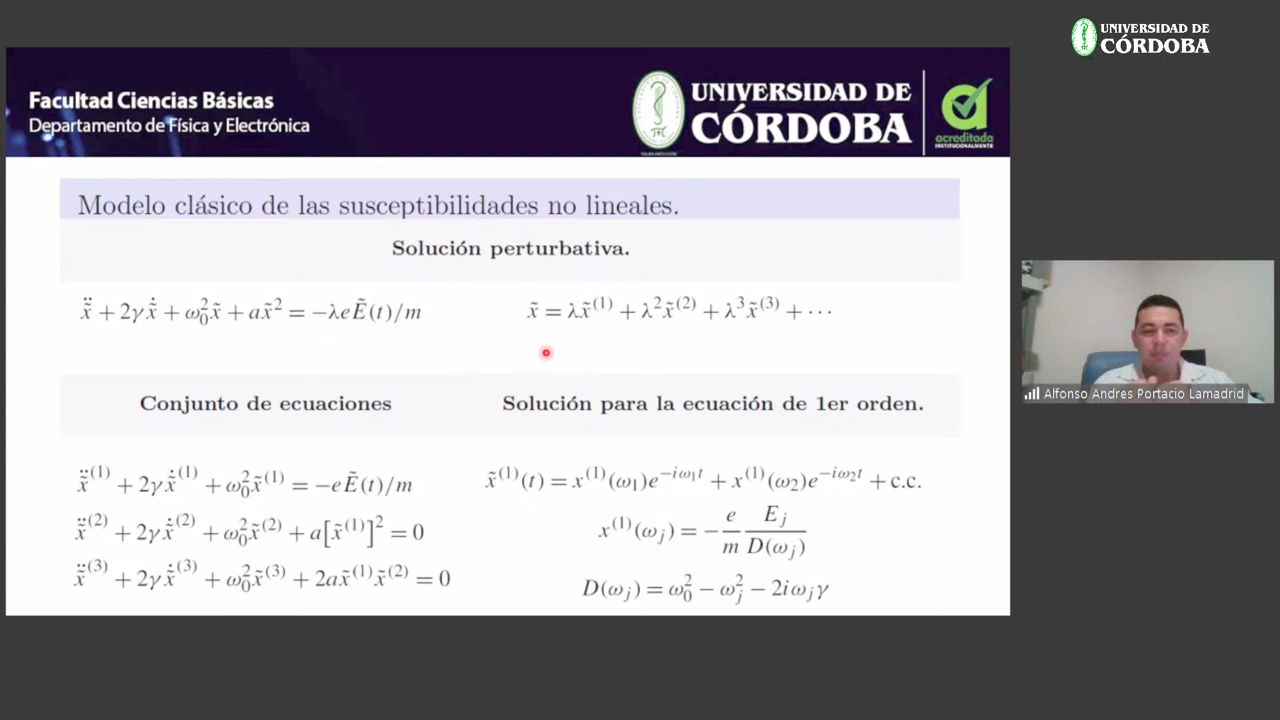 UNIVERSIDAD DE
CÓRDOBA
Facultad Ciencias Básicas
Departamento de Física y Electrónica
UNIVERSIDAD DE
CÓRDOBA
acreditada
INSTITUCIONALMENTE
Modelo clásico de las susceptibilidades no lineales.
Solución perturbativa.
$\ddot{\tilde{x}} + 2\gamma\dot{\tilde{x}} + \omega_0^2\tilde{x} + a\tilde{x}^2 = -\lambda e\tilde{E}(t)/m$
$\tilde{x} = \lambda\tilde{x}^{(1)} + \lambda^2\tilde{x}^{(2)} + \lambda^3\tilde{x}^{(3)} + \cdots$
Conjunto de ecuaciones
$\ddot{\tilde{x}}^{(1)} + 2\gamma\dot{\tilde{x}}^{(1)} + \omega_0^2\tilde{x}^{(1)} = -e\tilde{E}(t)/m$
$\ddot{\tilde{x}}^{(2)} + 2\gamma\dot{\tilde{x}}^{(2)} + \omega_0^2\tilde{x}^{(2)} + a[\tilde{x}^{(1)}]^2 = 0$
$\ddot{\tilde{x}}^{(3)} + 2\gamma\dot{\tilde{x}}^{(3)} + \omega_0^2\tilde{x}^{(3)} + 2a\tilde{x}^{(1)}\tilde{x}^{(2)} = 0$
Solución para la ecuación de 1er orden.
$\tilde{x}^{(1)}(t) = x^{(1)}(\omega_1)e^{-i\omega_1 t} + x^{(1)}(\omega_2)e^{-i\omega_2 t} + \text{c.c.}$
$x^{(1)}(\omega_j) = -\frac{e}{m}\frac{E_j}{D(\omega_j)}$
$D(\omega_j) = \omega_0^2 - \omega_j^2 - 2i\omega_j\gamma$
Alfonso Andres Portacio Lamadrid